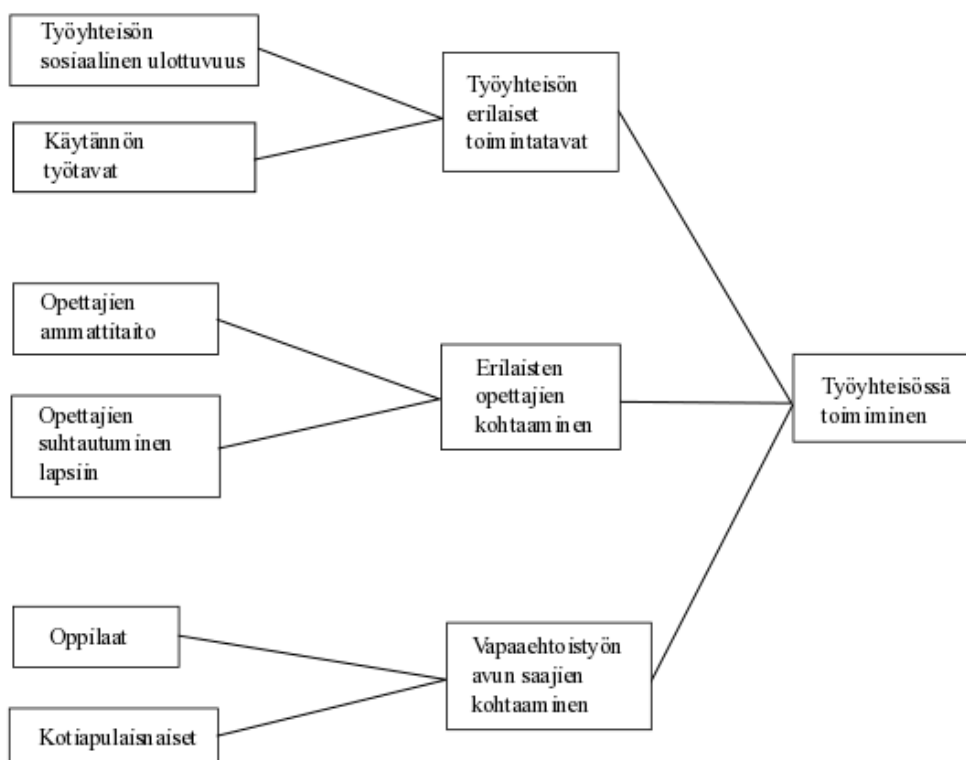 Työyhteisön
sosiaalinen ulottuvuus
Käytännön
työtavat
Työyhteisön
erilaiset
toimintatavat
Opettajien
ammattitaito
Opettajien
suhtautuminen
lapsiin
Erilaisten
opettajien
kohtaaminen
Oppilaat
Kotiapulaisnaiset
Vapaaehtoistyön
avun saajien
kohtaaminen
Työyhteisössä
toimiminen